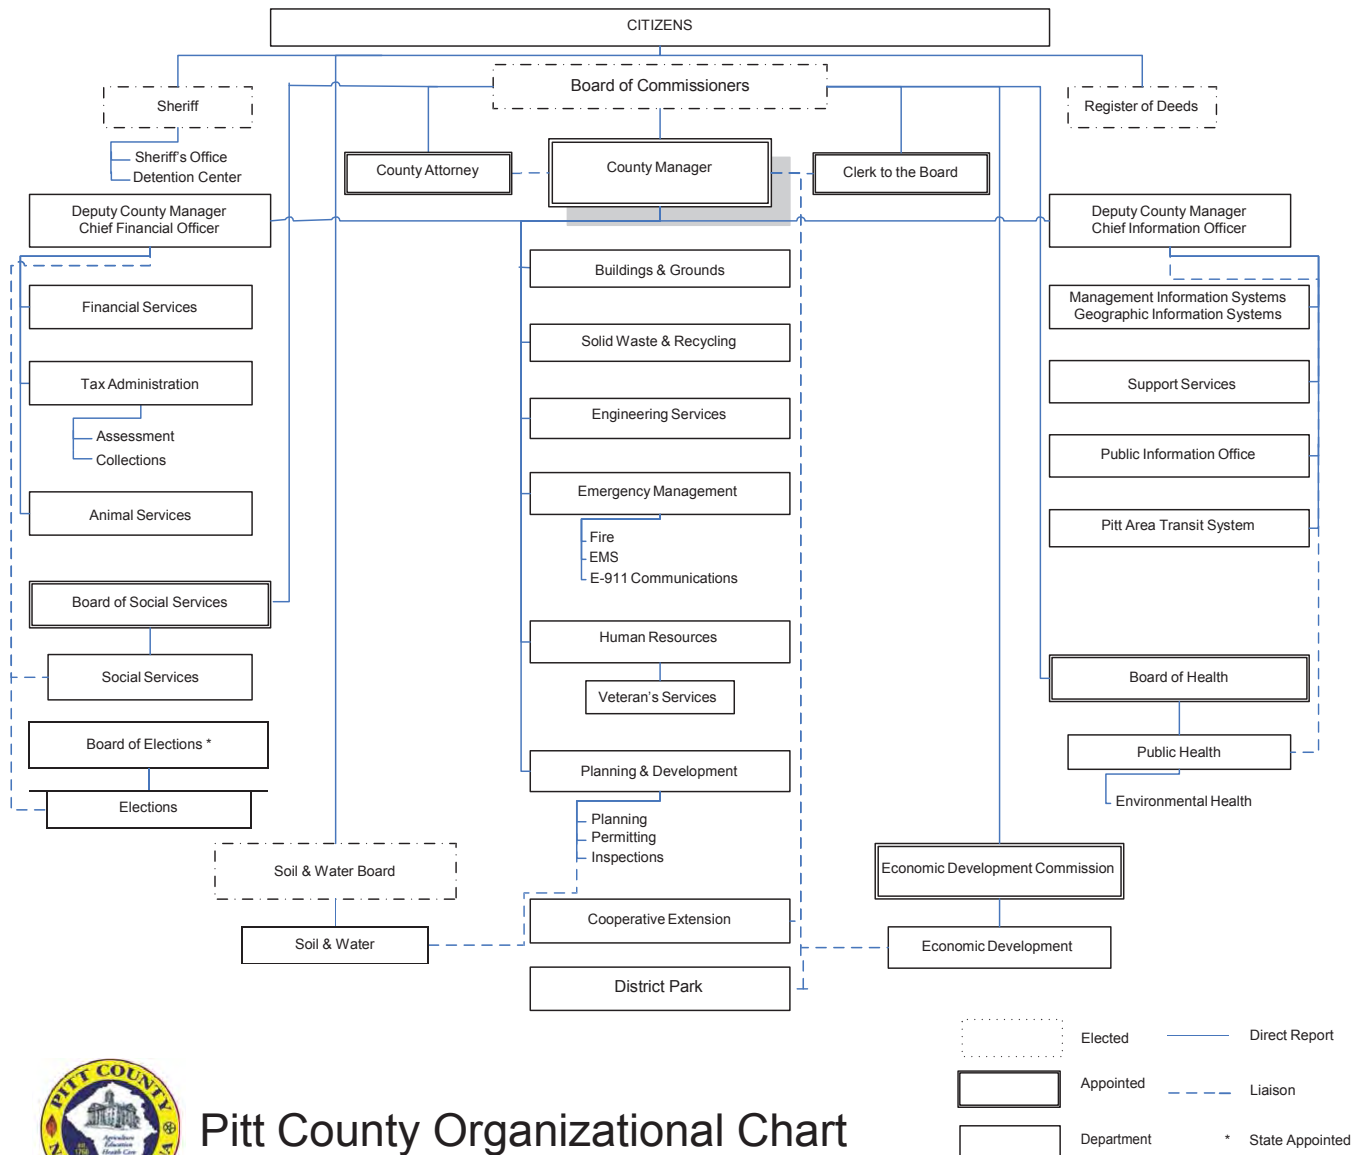 CITIZENS
Board of Commissioners
Sheriff
Register of Deeds
Sheriff's Office
Detention Center
County Attorney
County Manager
Clerk to the Board
Deputy County Manager
Chief Financial Officer
Deputy County Manager
Chief Information Officer
Financial Services
Tax Administration
Assessment
Collections
Animal Services
Board of Social Services
Social Services
Board of Elections *
Elections
Buildings & Grounds
Solid Waste & Recycling
Engineering Services
Emergency Management
Fire
EMS
E-911 Communications
Human Resources
Veteran's Services
Planning & Development
Planning
Permitting
Inspections
Cooperative Extension
District Park
Soil & Water Board
Soil & Water
Management Information Systems
Geographic Information Systems
Support Services
Public Information Office
Pitt Area Transit System
Board of Health
Public Health
Environmental Health
Economic Development Commission
Economic Development
Elected
Direct Report
Appointed
Liaison
Department
* State Appointed
PITT COUNTY
Agriculture
Education
Health Care
Pitt County Organizational Chart